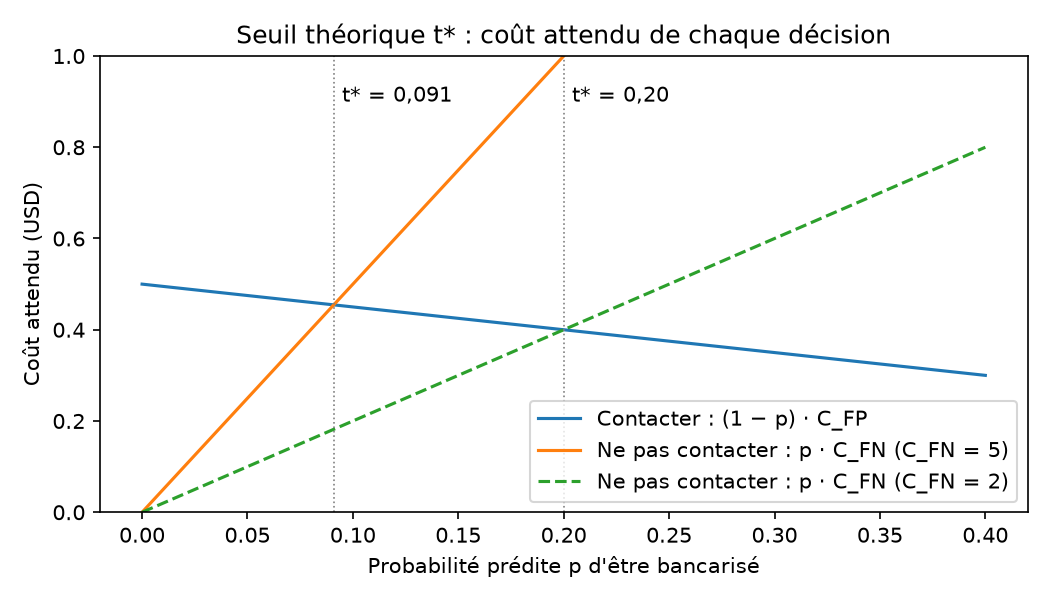 Seuil théorique t* : coût attendu de chaque décision
1.0
0.8
0.6
0.4
0.2
0.0
Coût attendu (USD)
t* = 0,091
t* = 0,20
Contacter : (1 − p) · C_FP
Ne pas contacter : p · C_FN (C_FN = 5)
Ne pas contacter : p · C_FN (C_FN = 2)
0.00 0.05 0.10 0.15 0.20 0.25 0.30 0.35 0.40
Probabilité prédite p d'être bancarisé